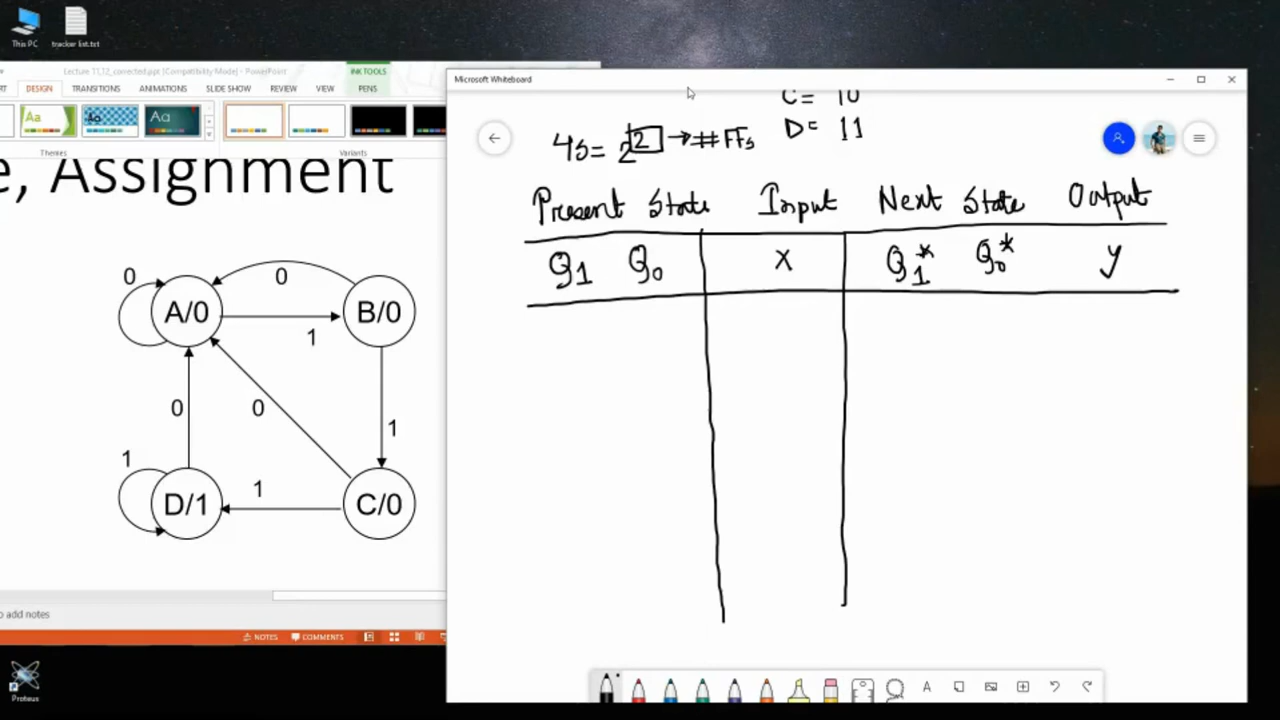 This PC
tracker list.txt
Lecture 11,12_corrected.ppt [Compatibility Mode] - PowerPoint
INK TOOLS
DESIGN TRANSITIONS ANIMATIONS SLIDE SHOW REVIEW VIEW PENS
Aa Aa Aa
Themes
Variants
e, Assignment
0
0
A/0
B/0
1
0
0
1
1
1
D/1
C/0
o add notes
NOTES COMMENTS
Proteus
Microsoft Whiteboard
C = 10
4s = 2^2 → #FFs
D = 11
Present State Input Next State Output
Q1 Q0 X Q1* Q0* y
A